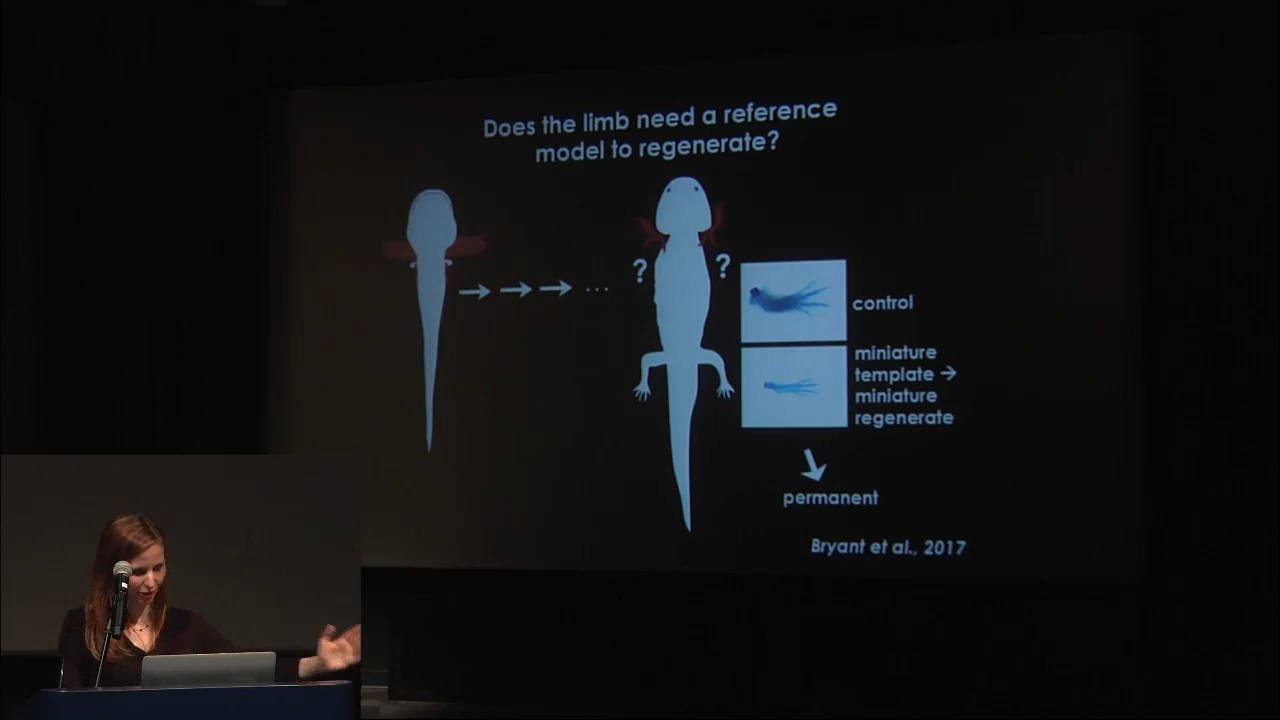 Does the limb need a reference
model to regenerate?
? ?
...
control
miniature
template →
miniature
regenerate
permanent
Bryant et al., 2017